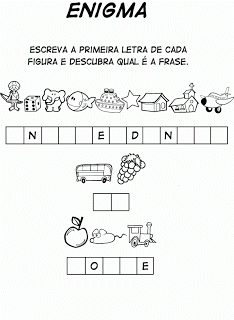 ENIGMA
ESCREVA A PRIMEIRA LETRA DE CADA
FIGURA E DESCUBRA QUAL É A FRASE.
N E D N
O E